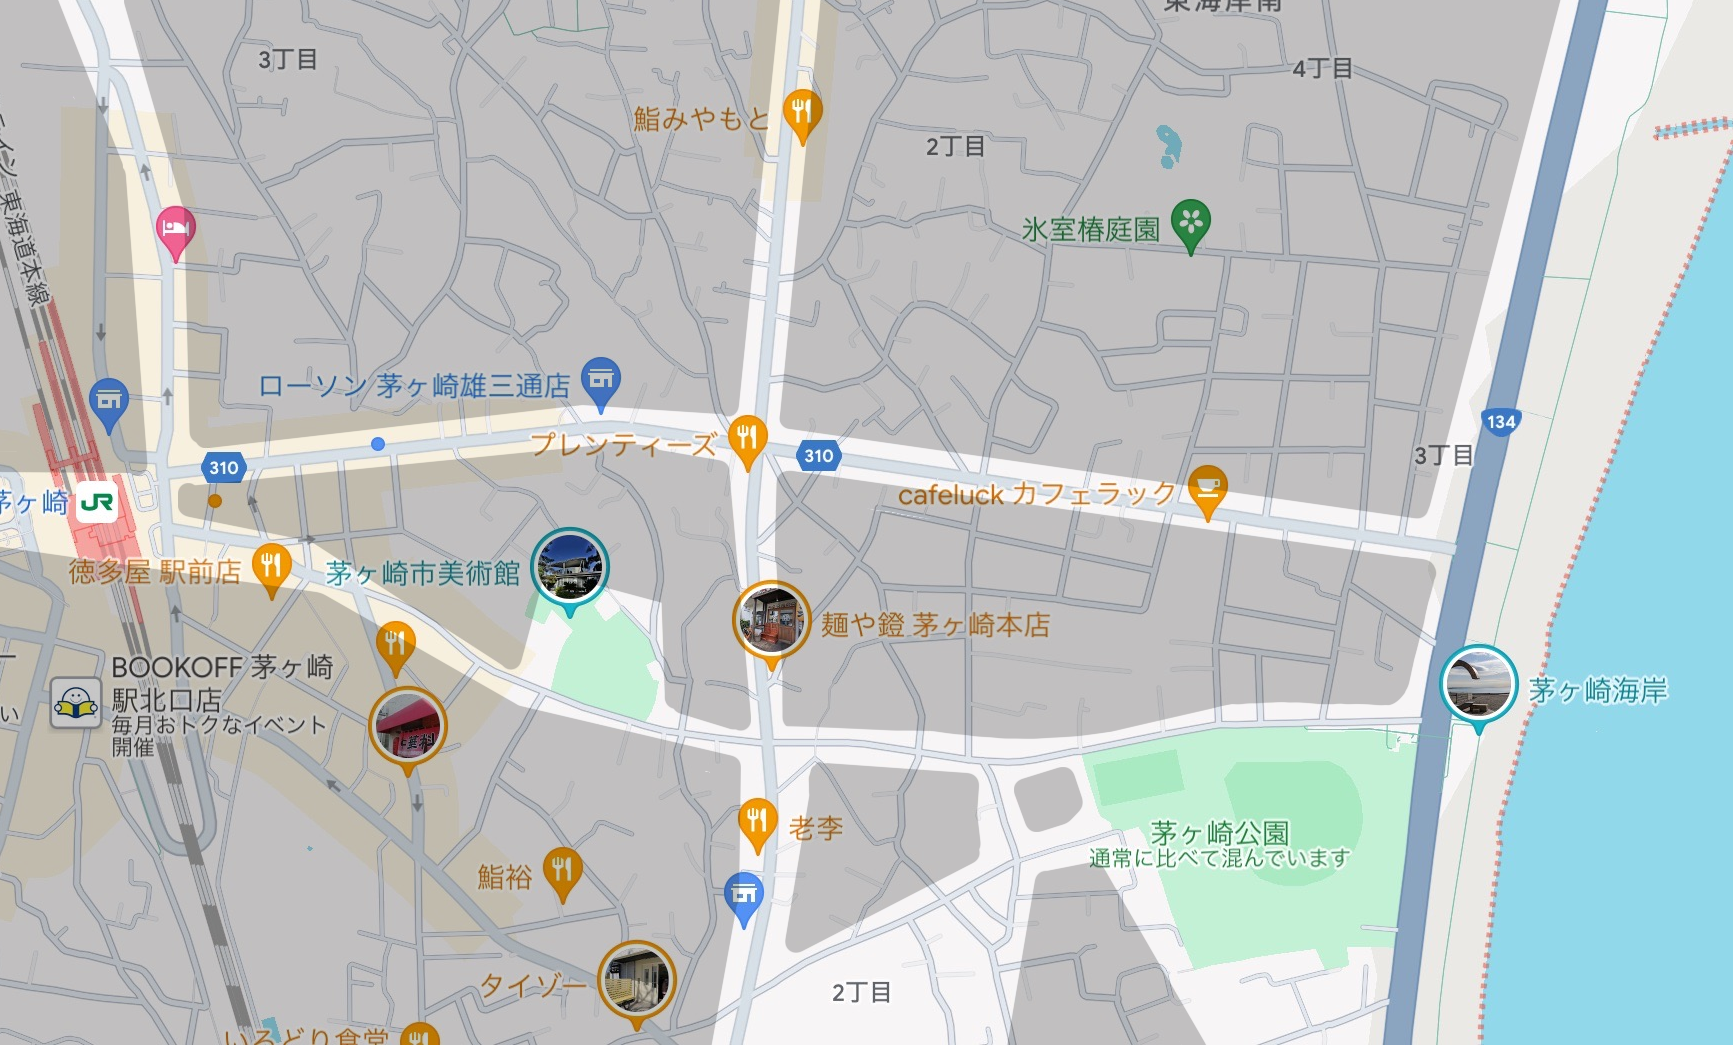 東海岸南
3丁目
4丁目
鮨みやもと
2丁目
東海道本線
氷室椿庭園
ローソン 茅ヶ崎雄三通店
プレンティーズ
134
3丁目
310
310
cafeluck カフェラック
茅ヶ崎
JR
徳多屋 駅前店
茅ヶ崎市美術館
麺や鐙 茅ヶ崎本店
BOOKOFF 茅ヶ崎
駅北口店
毎月おトクなイベント
開催
茅ヶ崎海岸
老李
茅ヶ崎公園
通常に比べて混んでいます
鮨裕
タイゾー
2丁目
いろどり食堂